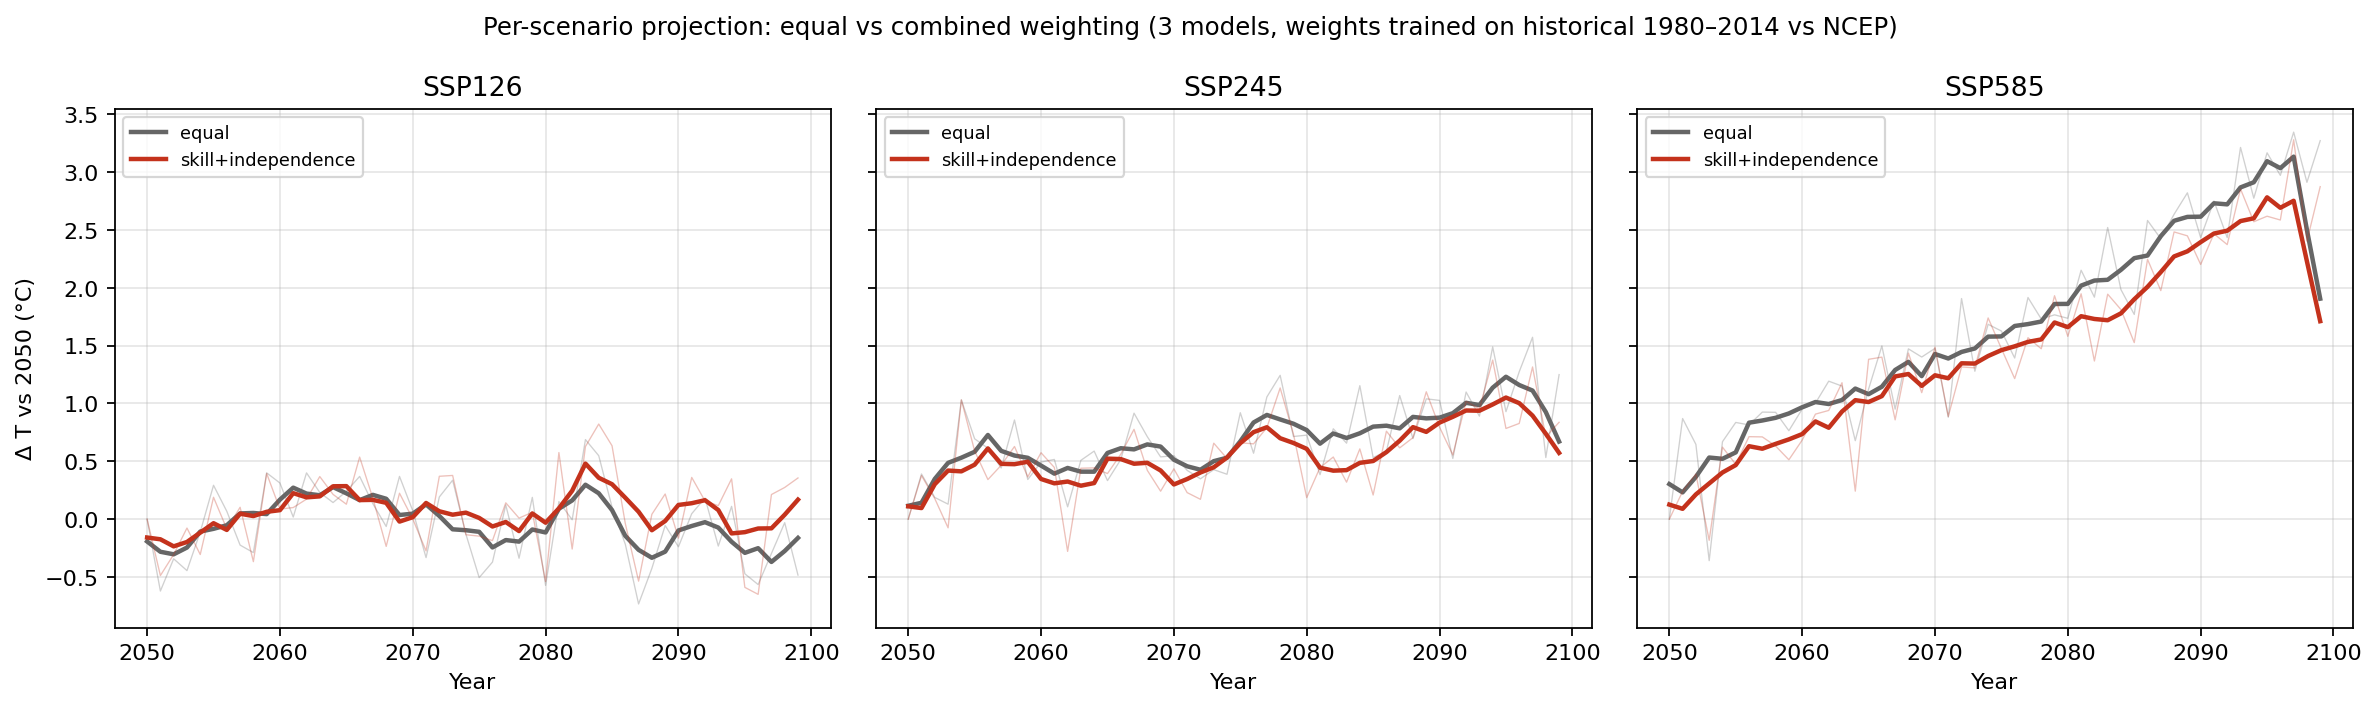 Per-scenario projection: equal vs combined weighting (3 models, weights trained on historical 1980–2014 vs NCEP)
SSP126
SSP245
SSP585
equal
skill+independence
equal
skill+independence
equal
skill+independence
3.5
3.0
2.5
2.0
1.5
1.0
0.5
0.0
−0.5
Δ T vs 2050 (°C)
2050 2060 2070 2080 2090 2100
2050 2060 2070 2080 2090 2100
2050 2060 2070 2080 2090 2100
Year
Year
Year